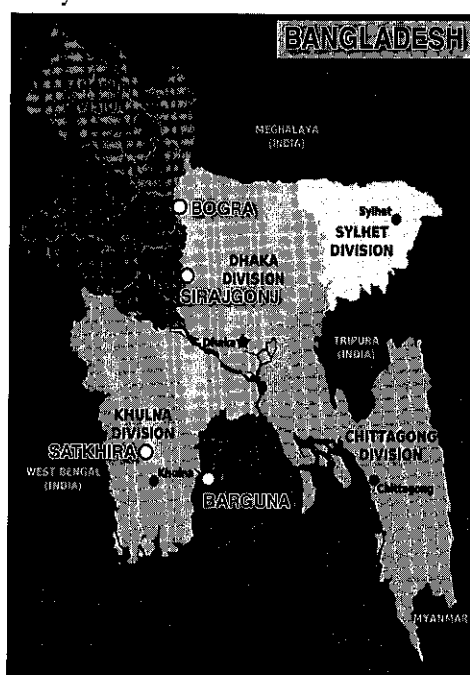 BANGLADESH
MEGHALAYA
(INDIA)
BOGRA
Sylhet
SYLHET
DIVISION
DHAKA
DIVISION
SIRAJGONJ
Dhaka
TRIPURA
(INDIA)
KHULNA
DIVISION
SATKHIRA
CHITTAGONG
DIVISION
WEST BENGAL
(INDIA)
Khulna
BARGUNA
Chittagong
MYANMAR